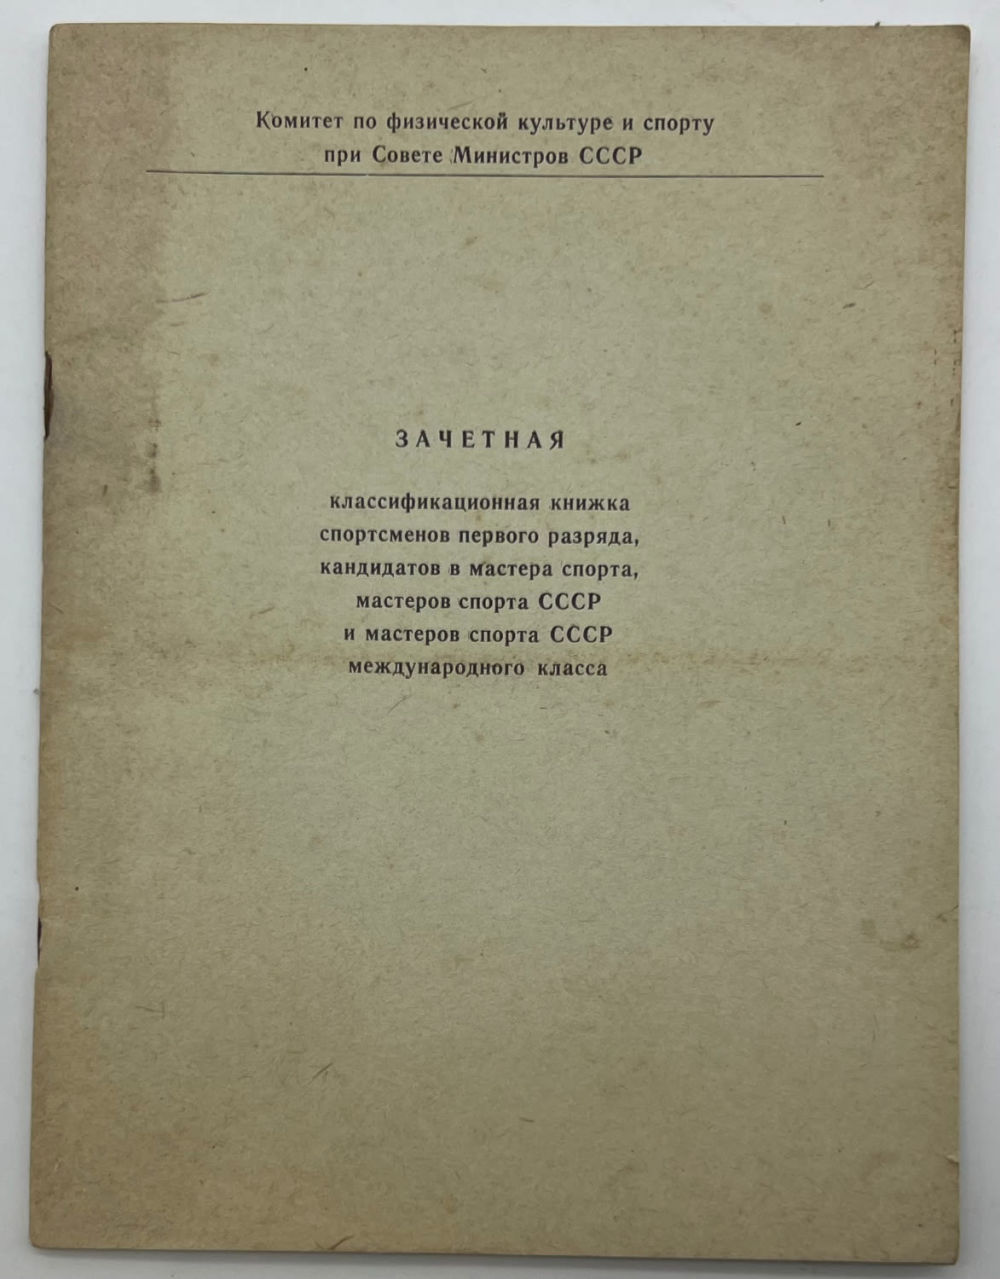 Комитет по физической культуре и спорту
при Совете Министров СССР
ЗАЧЕТНАЯ
классификационная книжка
спортсменов первого разряда,
кандидатов в мастера спорта,
мастеров спорта СССР
и мастеров спорта СССР
международного класса